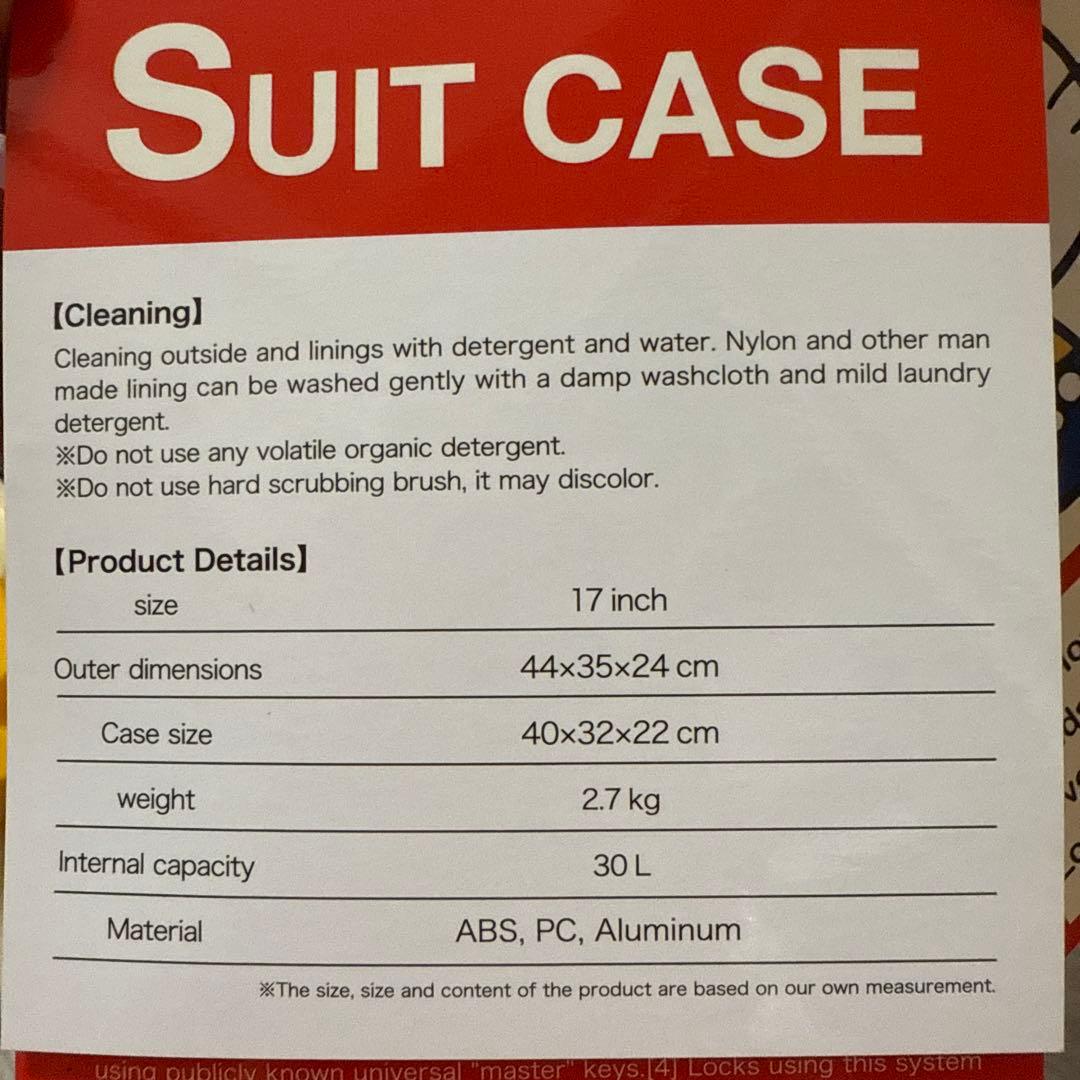 SUIT CASE
【Cleaning】
Cleaning outside and linings with detergent and water. Nylon and other man
made lining can be washed gently with a damp washcloth and mild laundry
detergent.
※Do not use any volatile organic detergent.
※Do not use hard scrubbing brush, it may discolor.
【Product Details】
size 17 inch
Outer dimensions 44×35×24 cm
Case size 40×32×22 cm
weight 2.7 kg
Internal capacity 30 L
Material ABS, PC, Aluminum
※The size, size and content of the product are based on our own measurement.
using publicly known universal "master" keys.[4] Locks using this system